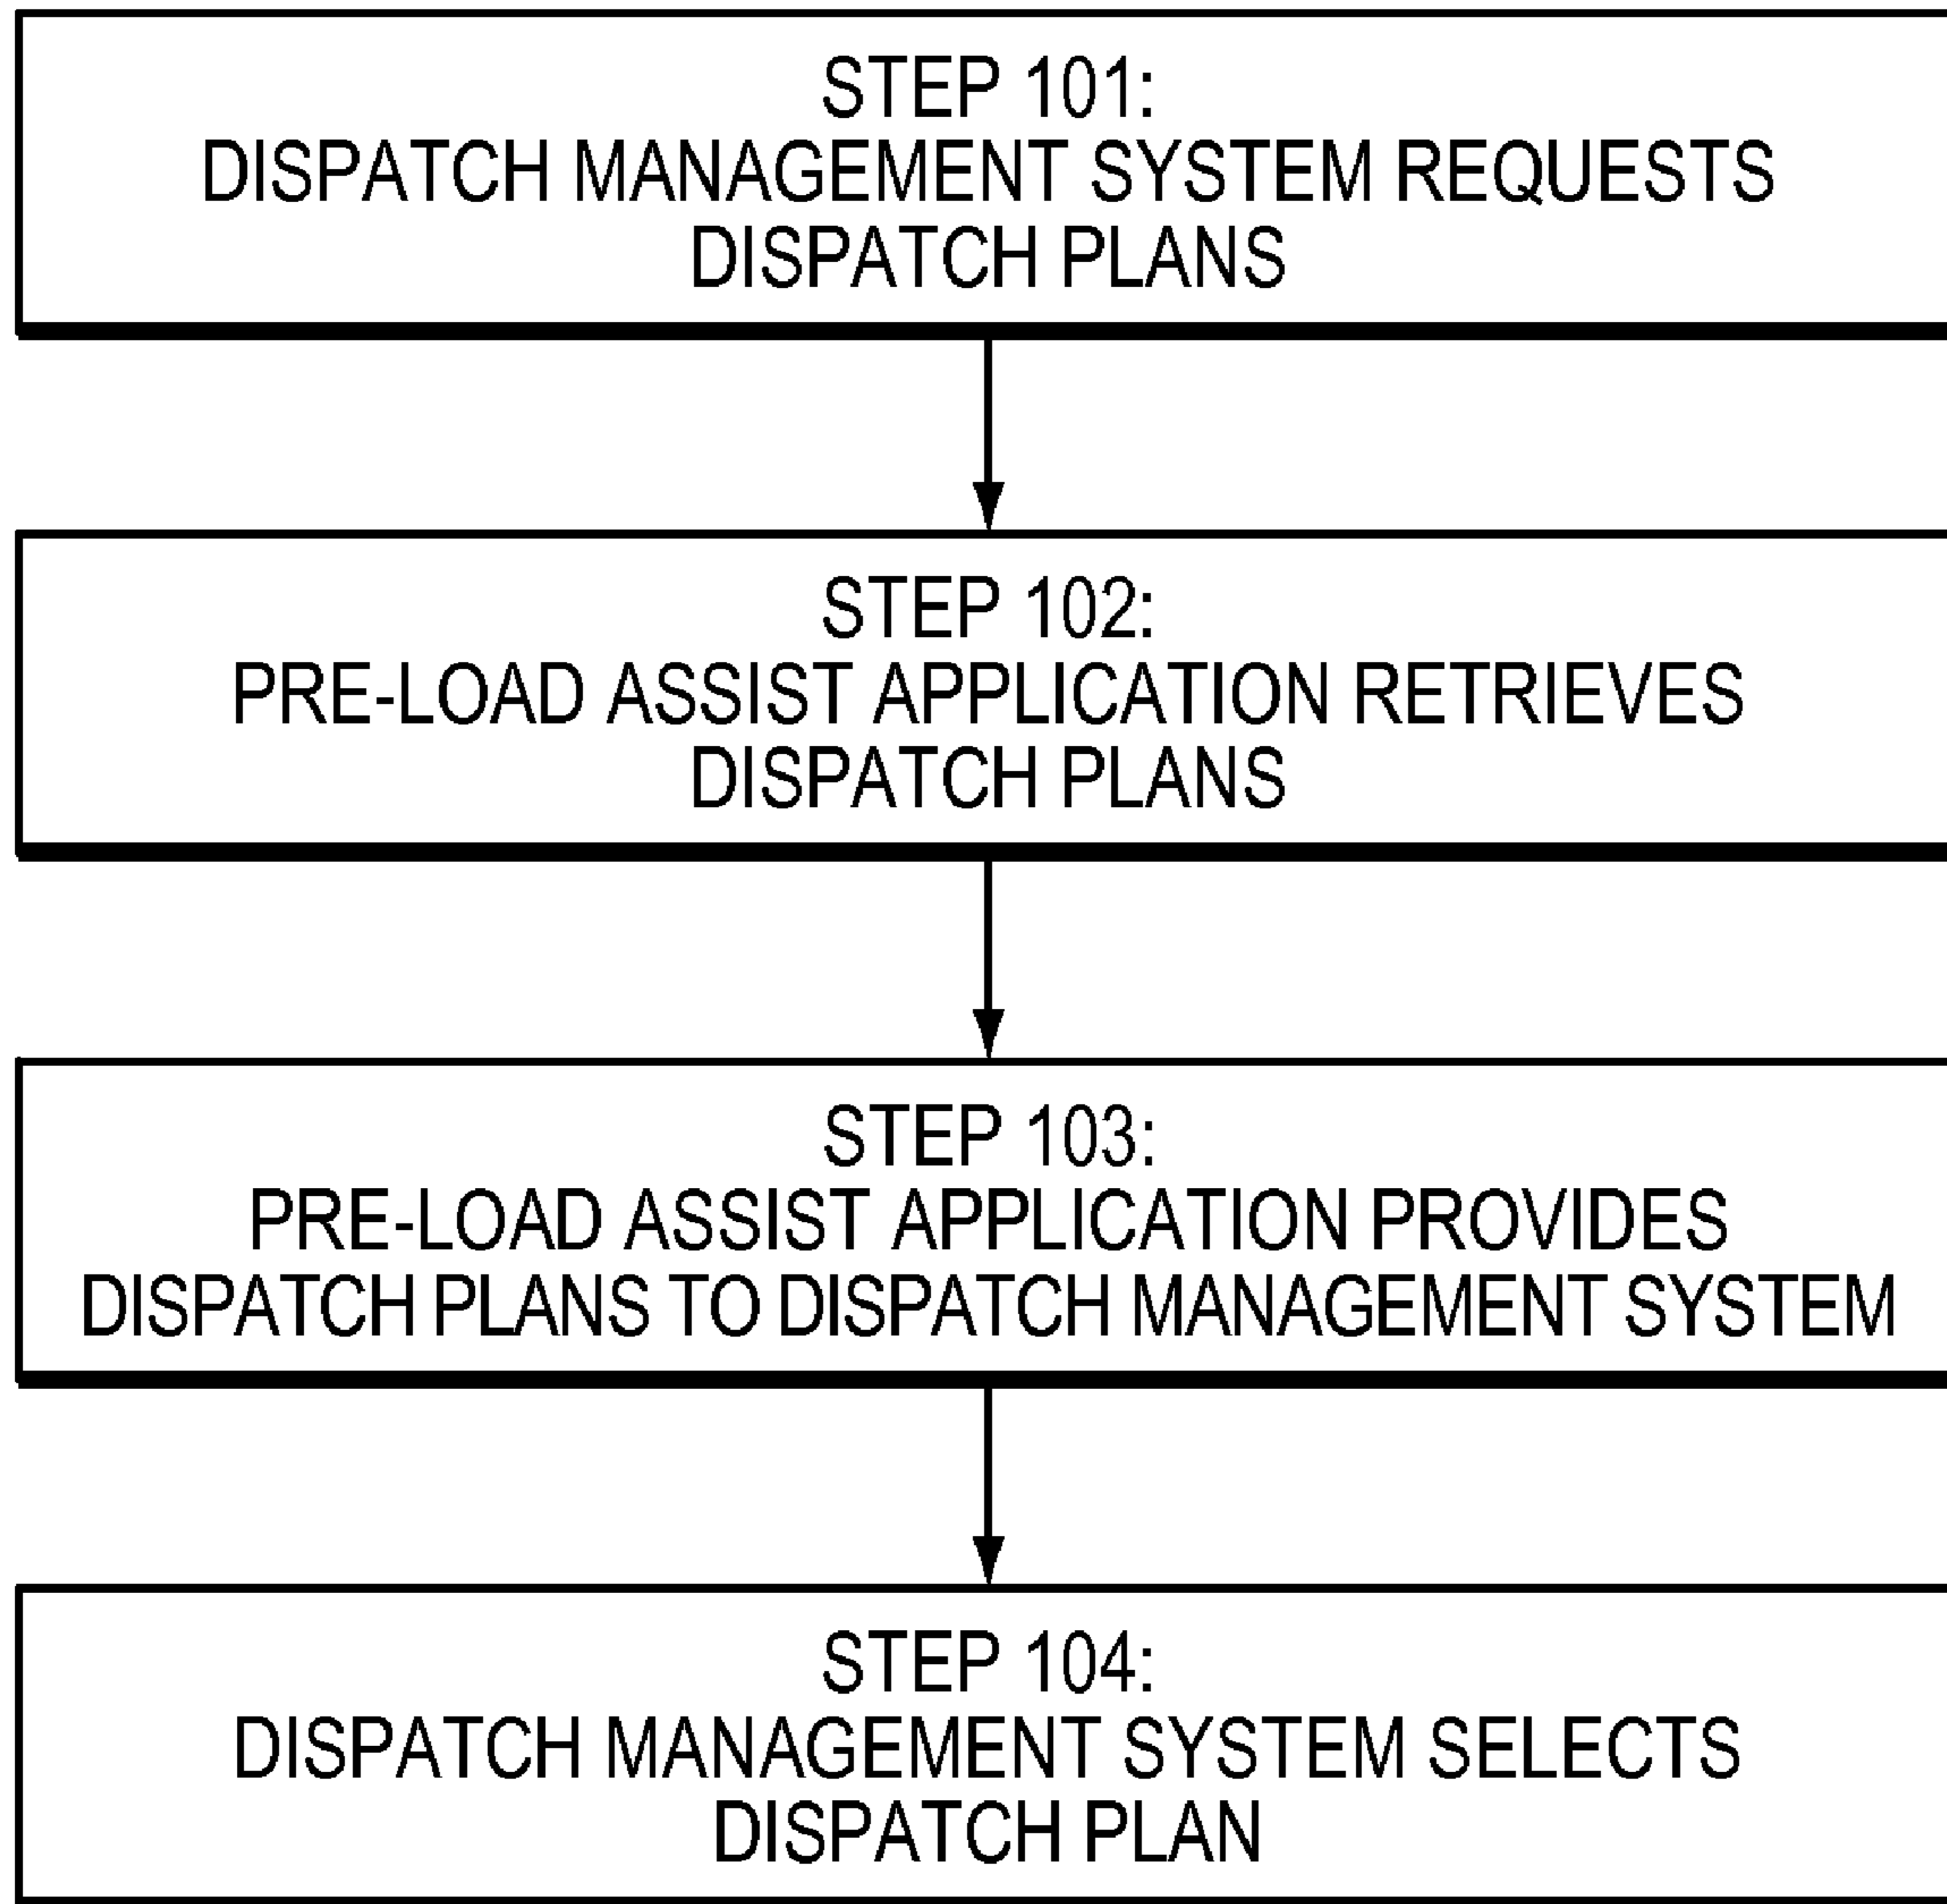 STEP 101:
DISPATCH MANAGEMENT SYSTEM REQUESTS
DISPATCH PLANS
STEP 102:
PRE-LOAD ASSIST APPLICATION RETRIEVES
DISPATCH PLANS
STEP 103:
PRE-LOAD ASSIST APPLICATION PROVIDES
DISPATCH PLANS TO DISPATCH MANAGEMENT SYSTEM
STEP 104:
DISPATCH MANAGEMENT SYSTEM SELECTS
DISPATCH PLAN